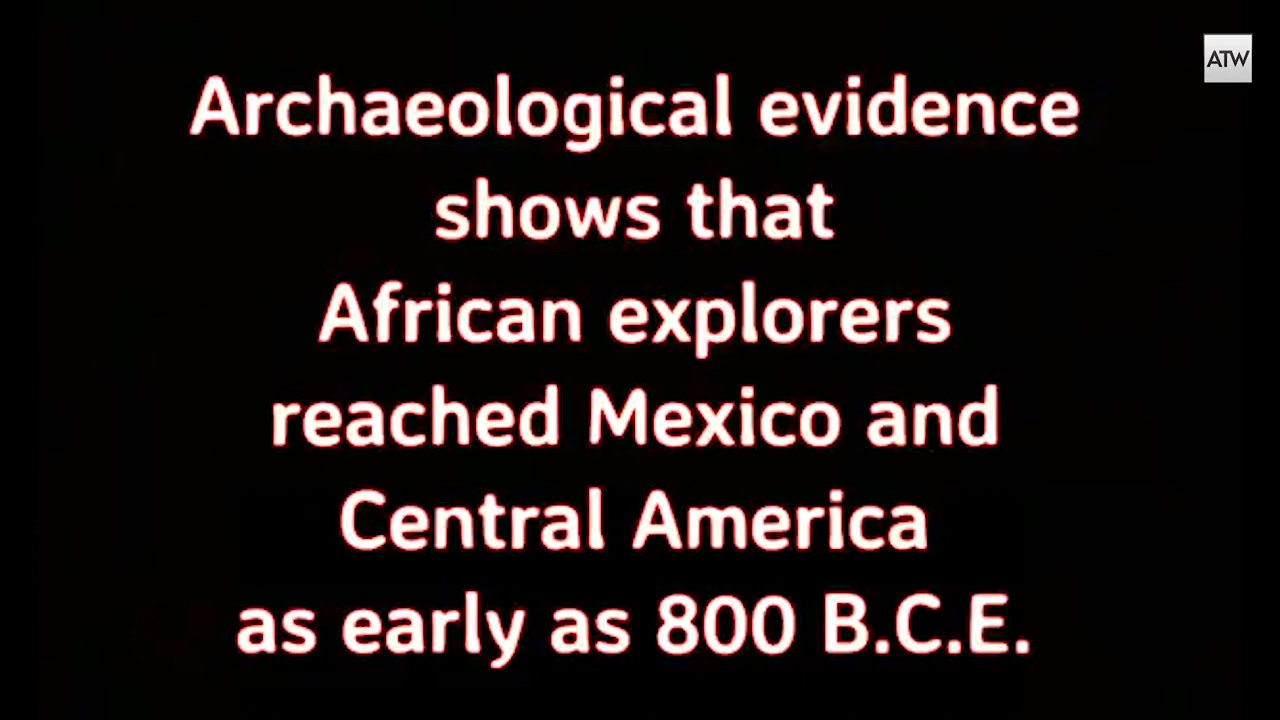 ATW
Archaeological evidence
shows that
African explorers
reached Mexico and
Central America
as early as 800 B.C.E.